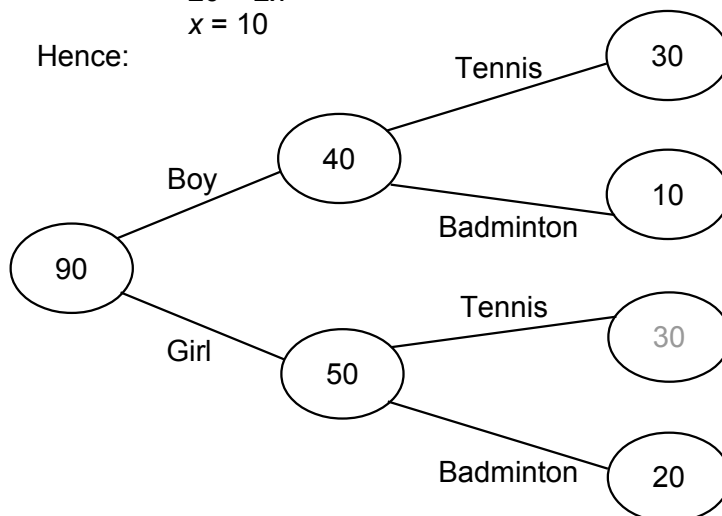 x = 10
Hence:
Tennis
30
40
Boy
10
Badminton
90
Tennis
30
Girl
50
Badminton
20